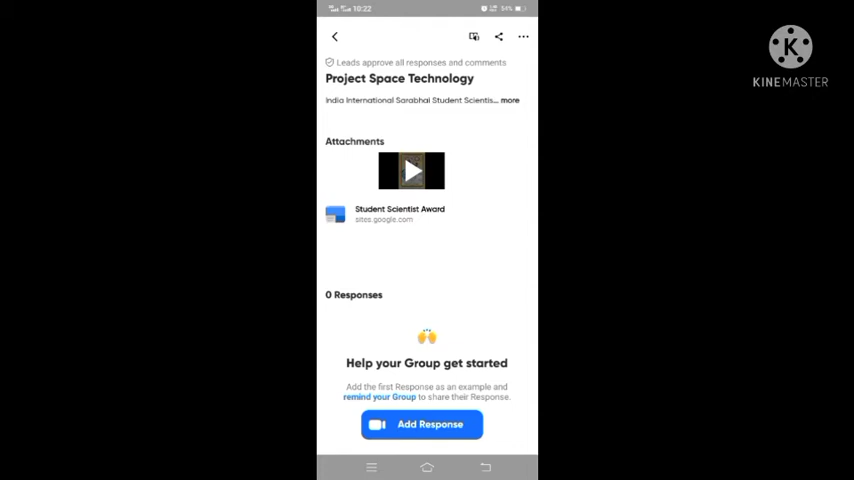 10:22
54%
K
KINEMASTER
Leads approve all responses and comments
Project Space Technology
India International Sarabhai Student Scientis... more
Attachments
Student Scientist Award
sites.google.com
0 Responses
Help your Group get started
Add the first Response as an example and
remind your Group to share their Response.
Add Response